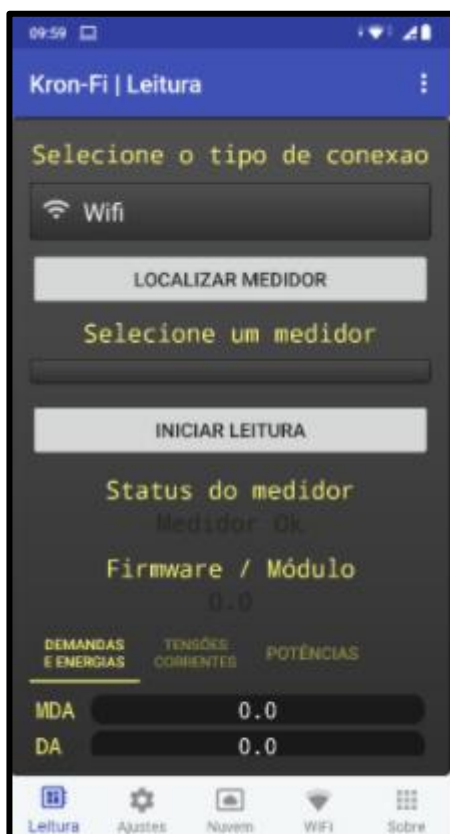 09:59
Kron-Fi | Leitura
Selecione o tipo de conexao
Wifi
LOCALIZAR MEDIDOR
Selecione um medidor
INICIAR LEITURA
Status do medidor
Medidor Ok
Firmware / Módulo
0.0
DEMANDAS E ENERGIAS
TENSÕES CORRENTES
POTÊNCIAS
MDA 0.0
DA 0.0
Leitura Ajustes Nuvem WiFi Sobre